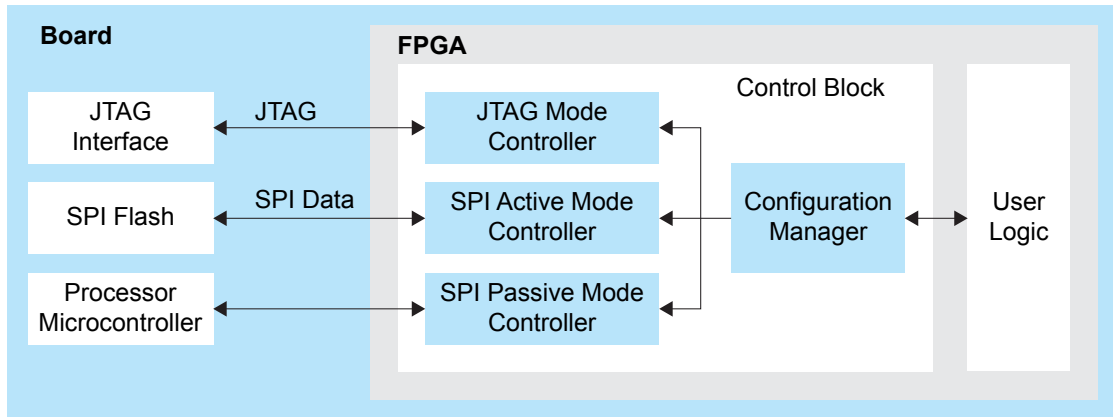 Board
FPGA
Control Block
JTAG
Interface
JTAG
JTAG Mode
Controller
SPI Flash
SPI Data
SPI Active Mode
Controller
Configuration
Manager
User
Logic
Processor
Microcontroller
SPI Passive Mode
Controller